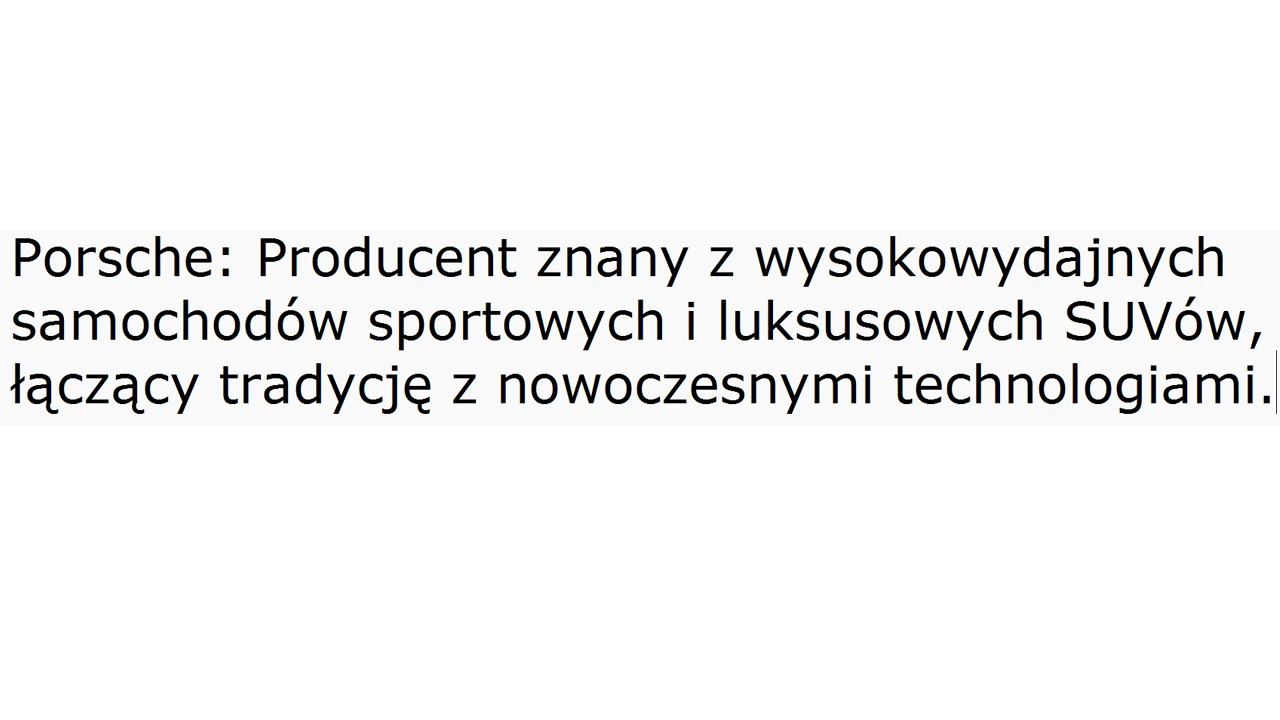 Porsche: Producent znany z wysokowydajnych
samochodów sportowych i luksusowych SUVów,
łączący tradycję z nowoczesnymi technologiami.